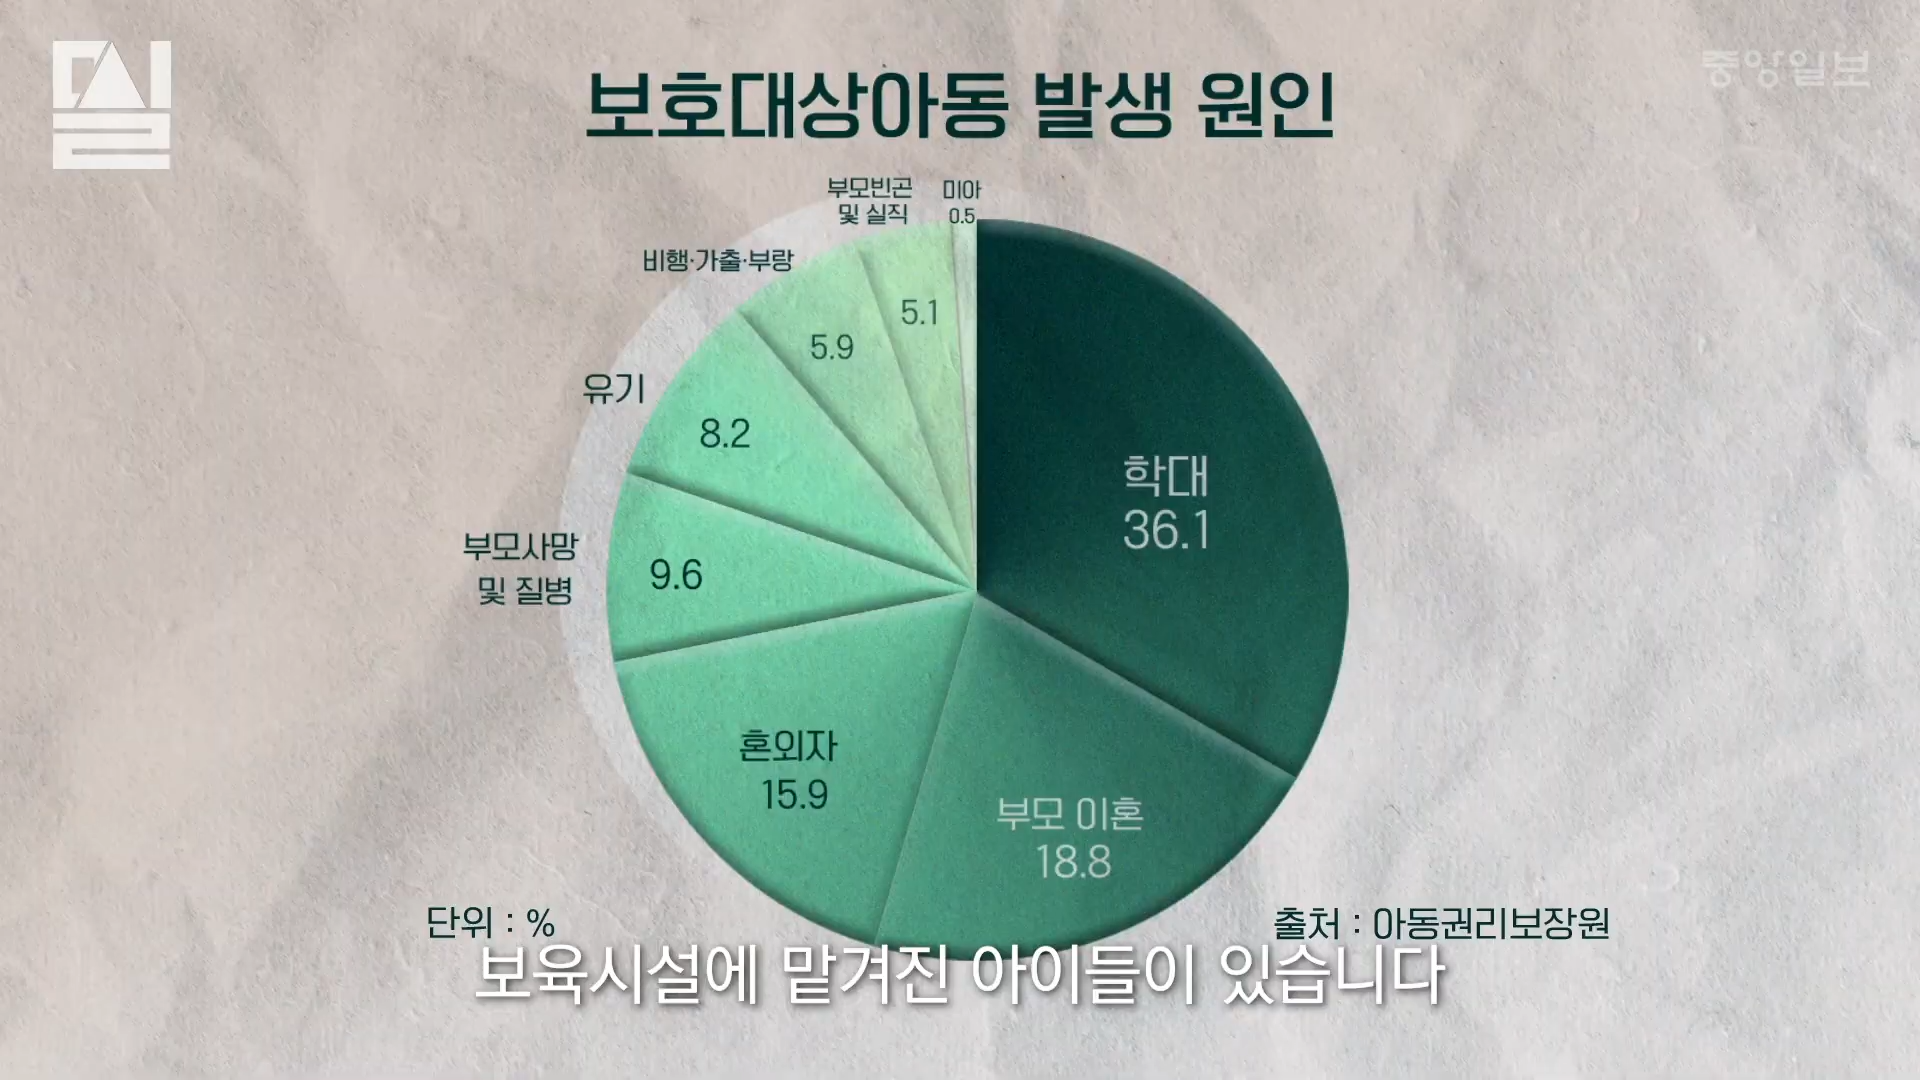 밀실
중앙일보
보호대상아동 발생 원인
부모빈곤
및 실직
미아
0.5
비행·가출·부랑
5.1
5.9
유기
8.2
학대
36.1
부모사망
및 질병
9.6
혼외자
15.9
부모 이혼
18.8
단위 : %
출처 : 아동권리보장원
보육시설에 맡겨진 아이들이 있습니다